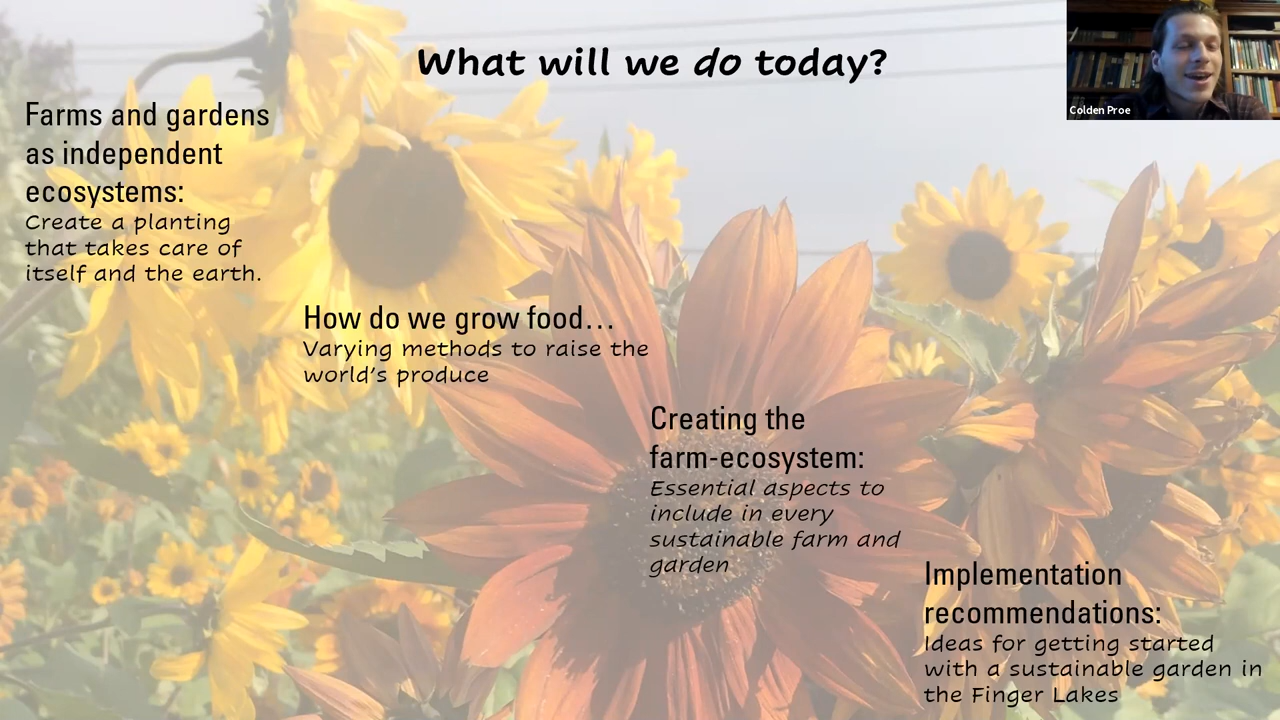 What will we do today?
Colden Proe
Farms and gardens
as independent
ecosystems:
Create a planting
that takes care of
itself and the earth.
How do we grow food…
Varying methods to raise the
world's produce
Creating the
farm-ecosystem:
Essential aspects to
include in every
sustainable farm and
garden
Implementation
recommendations:
Ideas for getting started
with a sustainable garden in
the Finger Lakes